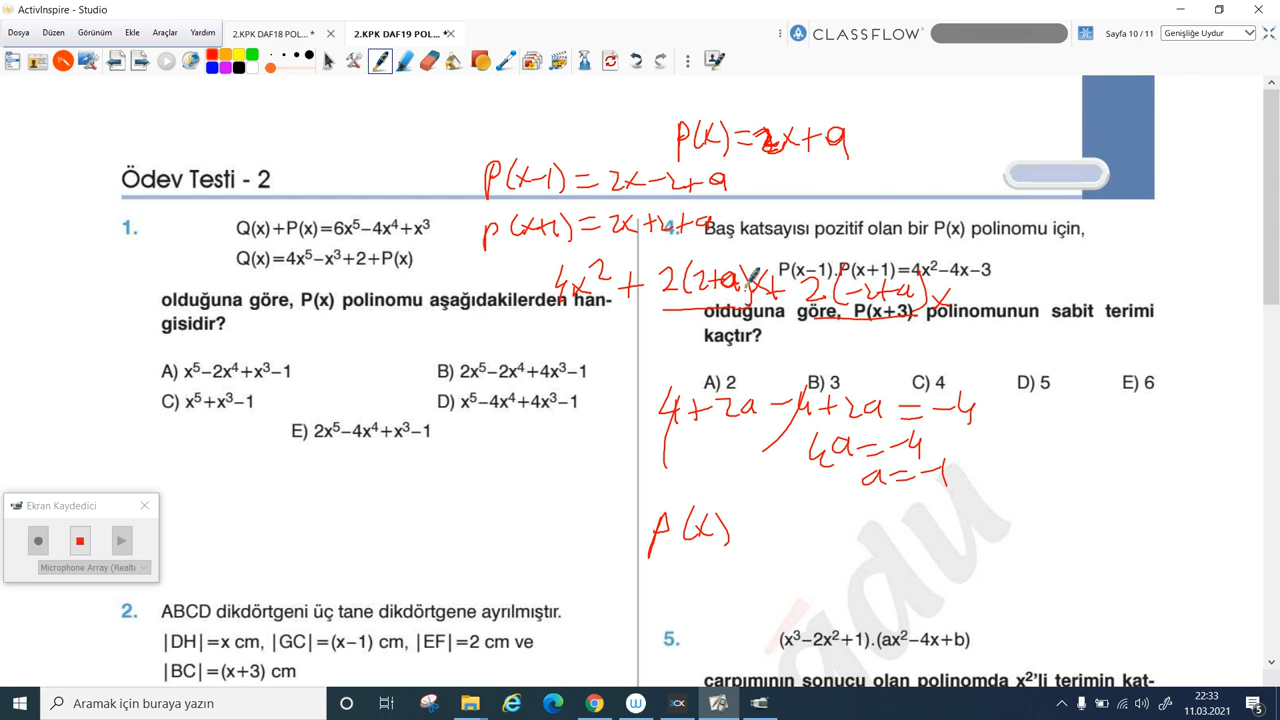 ActivInspire - Studio
Dosya Düzen Görünüm Ekle Araçlar Yardım
2.KPK DAF18 POL... *
2.KPK DAF19 POL... *
CLASSFLOW
Sayfa 10 / 11
Genişliğe Uydur
P(x)=2x+a
Ödev Testi - 2
P(x-1)=2x-2+a
P(x+1)=2x+2+a
4x²+2(2+a)x+2.(-2+a)x
1.
Q(x)+P(x)=6x⁵-4x⁴+x³
Q(x)=4x⁵-x³+2+P(x)
olduğuna göre, P(x) polinomu aşağıdakilerden han-
gisidir?
A) x⁵-2x⁴+x³-1
B) 2x⁵-2x⁴+4x³-1
C) x⁵+x³-1
D) x⁵-4x⁴+4x³-1
E) 2x⁵-4x⁴+x³-1
Ekran Kaydedici
Microphone Array (Realte
2.
ABCD dikdörtgeni üç tane dikdörtgene ayrılmıştır.
|DH|=x cm, |GC|=(x-1) cm, |EF|=2 cm ve
|BC|=(x+3) cm
4.
Baş katsayısı pozitif olan bir P(x) polinomu için,
P(x-1).P(x+1)=4x²-4x-3
olduğuna göre, P(x+3) polinomunun sabit terimi
kaçtır?
A) 2
B) 3
C) 4
D) 5
E) 6
4+2a-4+2a=-4
4a=-4
a=-1
P(x)
5.
(x³-2x²+1).(ax²-4x+b)
çarpımının sonucu olan polinomda x²'li terimin kat-
Aramak için buraya yazın
22:33
11.03.2021
5